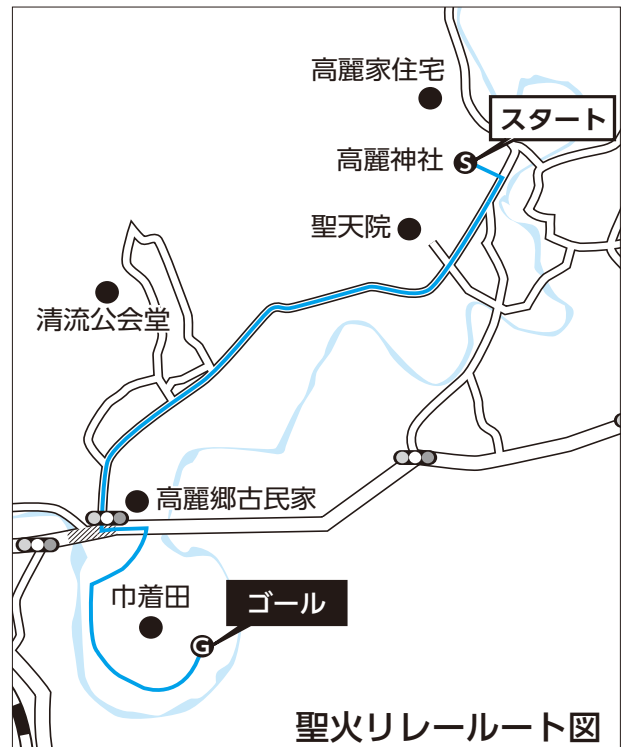 高麗家住宅
スタート
高麗神社
S
聖天院
清流公会堂
高麗郷古民家
巾着田
ゴール
G
聖火リレールート図